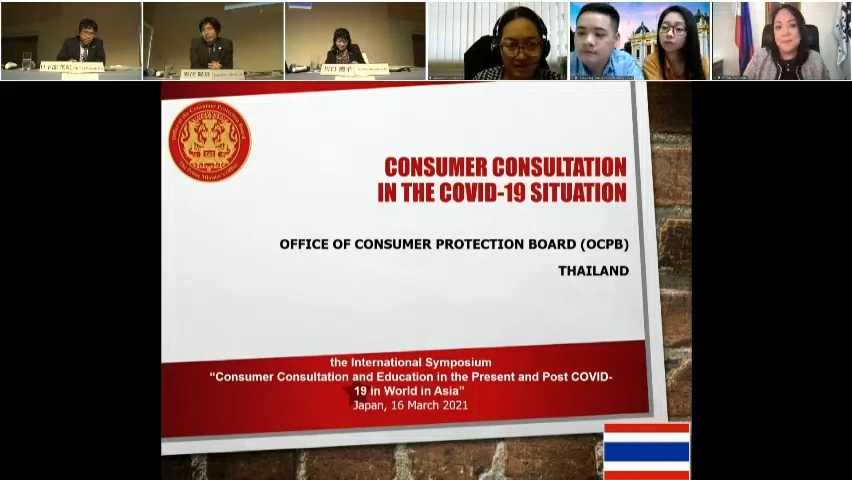 CONSUMER CONSULTATION
IN THE COVID-19 SITUATION
OFFICE OF CONSUMER PROTECTION BOARD (OCPB)
THAILAND
the International Symposium
“Consumer Consultation and Education in the Present and Post COVID-
19 in World in Asia”
Japan, 16 March 2021